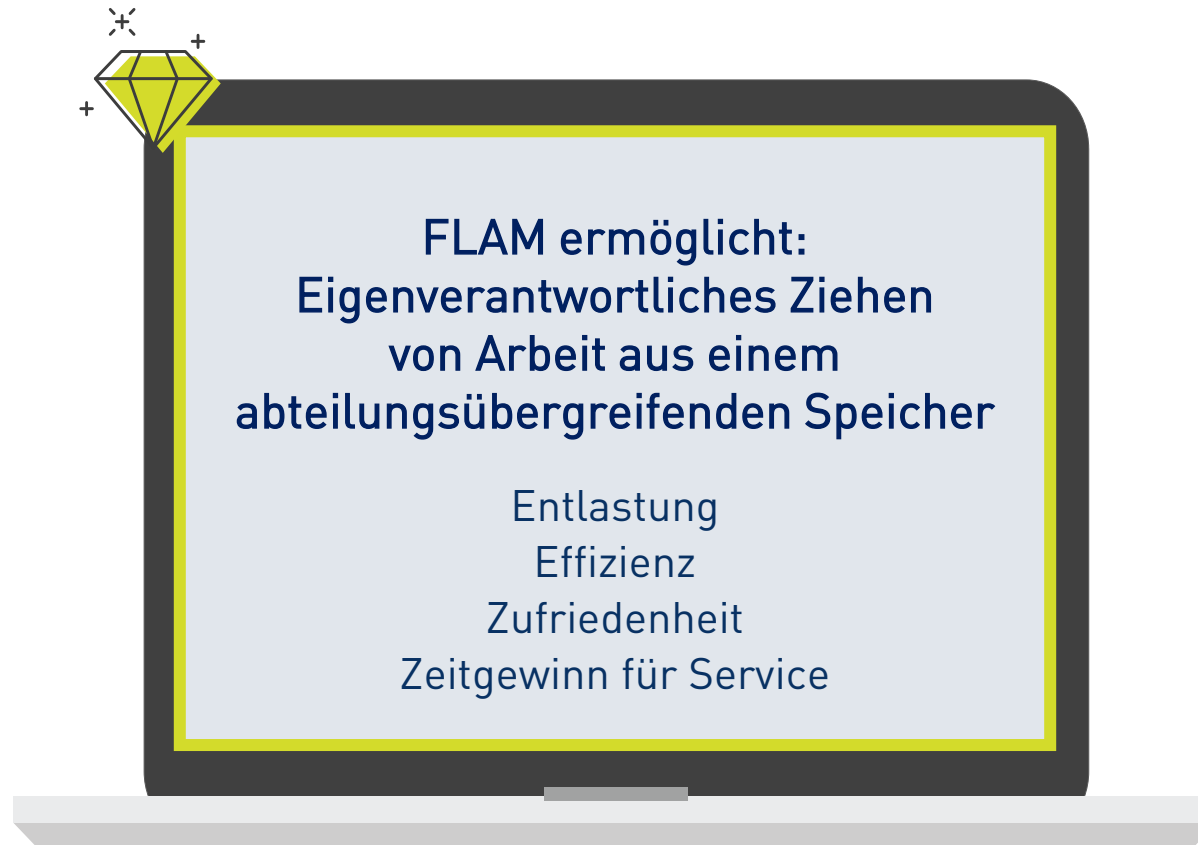 FLAM ermöglicht:
Eigenverantwortliches Ziehen
von Arbeit aus einem
abteilungsübergreifenden Speicher
Entlastung
Effizienz
Zufriedenheit
Zeitgewinn für Service